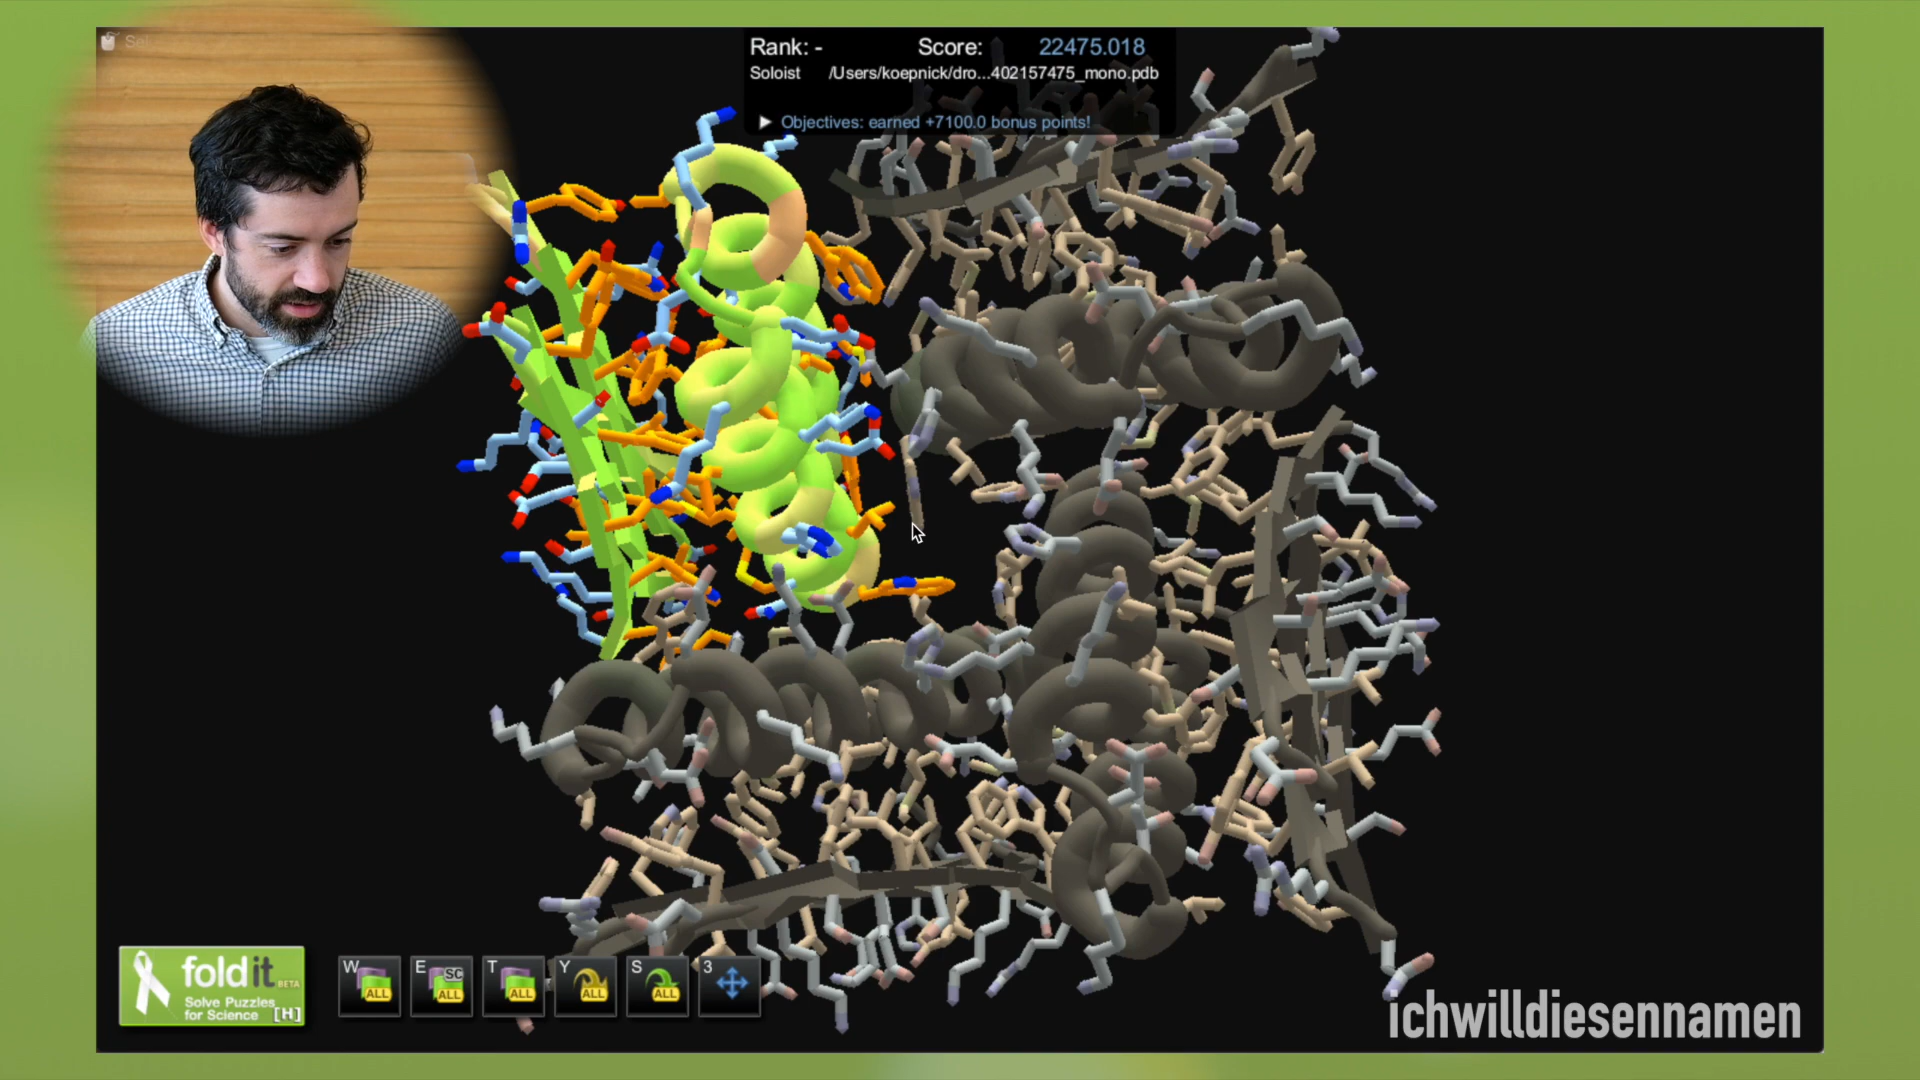 Rank: - Score: 22475.018
Soloist /Users/koepnick/dro...402157475_mono.pdb
▶ Objectives: earned +7100.0 bonus points!
foldit BETA
Solve Puzzles
for Science [H]
W ALL
E SC ALL
T ALL
Y ALL
S ALL
3
ichwilldiesennamen